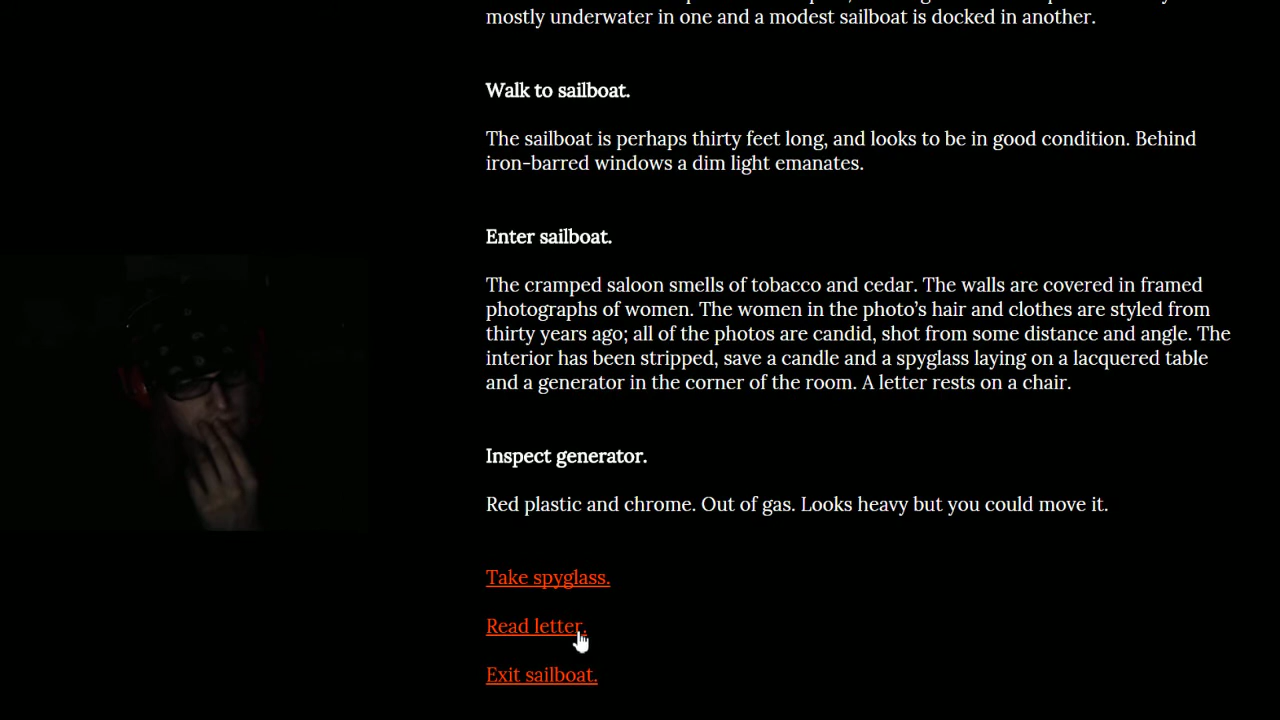 mostly underwater in one and a modest sailboat is docked in another.
Walk to sailboat.
The sailboat is perhaps thirty feet long, and looks to be in good condition. Behind
iron-barred windows a dim light emanates.
Enter sailboat.
The cramped saloon smells of tobacco and cedar. The walls are covered in framed
photographs of women. The women in the photo’s hair and clothes are styled from
thirty years ago; all of the photos are candid, shot from some distance and angle. The
interior has been stripped, save a candle and a spyglass laying on a lacquered table
and a generator in the corner of the room. A letter rests on a chair.
Inspect generator.
Red plastic and chrome. Out of gas. Looks heavy but you could move it.
Take spyglass.
Read letter.
Exit sailboat.